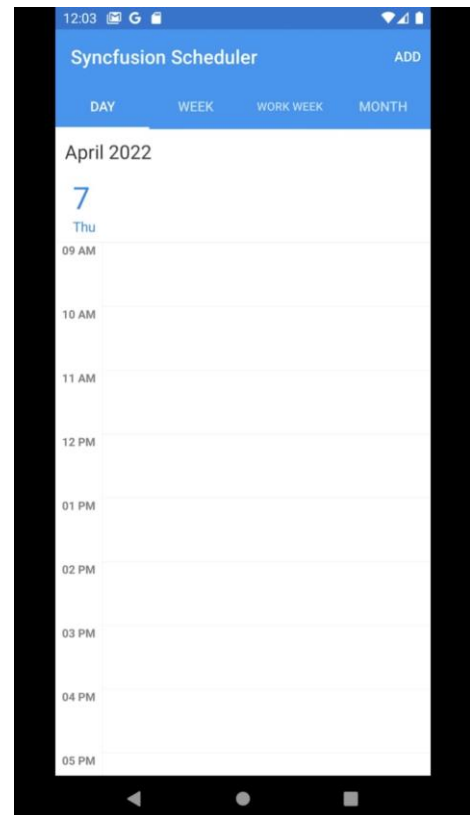 12:03 G
Syncfusion Scheduler ADD
DAY WEEK WORK WEEK MONTH
April 2022
7
Thu
09 AM
10 AM
11 AM
12 PM
01 PM
02 PM
03 PM
04 PM
05 PM